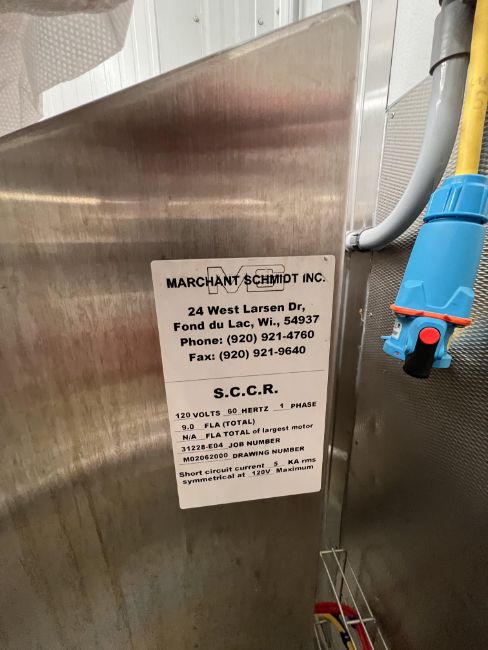 MARCHANT SCHMIDT INC.
24 West Larsen Dr,
Fond du Lac, Wi., 54937
Phone: (920) 921-4760
Fax: (920) 921-9640
S.C.C.R.
120 VOLTS 60 HERTZ 1 PHASE
9.0 FLA (TOTAL)
N/A FLA TOTAL of largest motor
31228-E04 JOB NUMBER
M02062000 DRAWING NUMBER
Short circuit current 5 KA rms
symmetrical at 120V Maximum